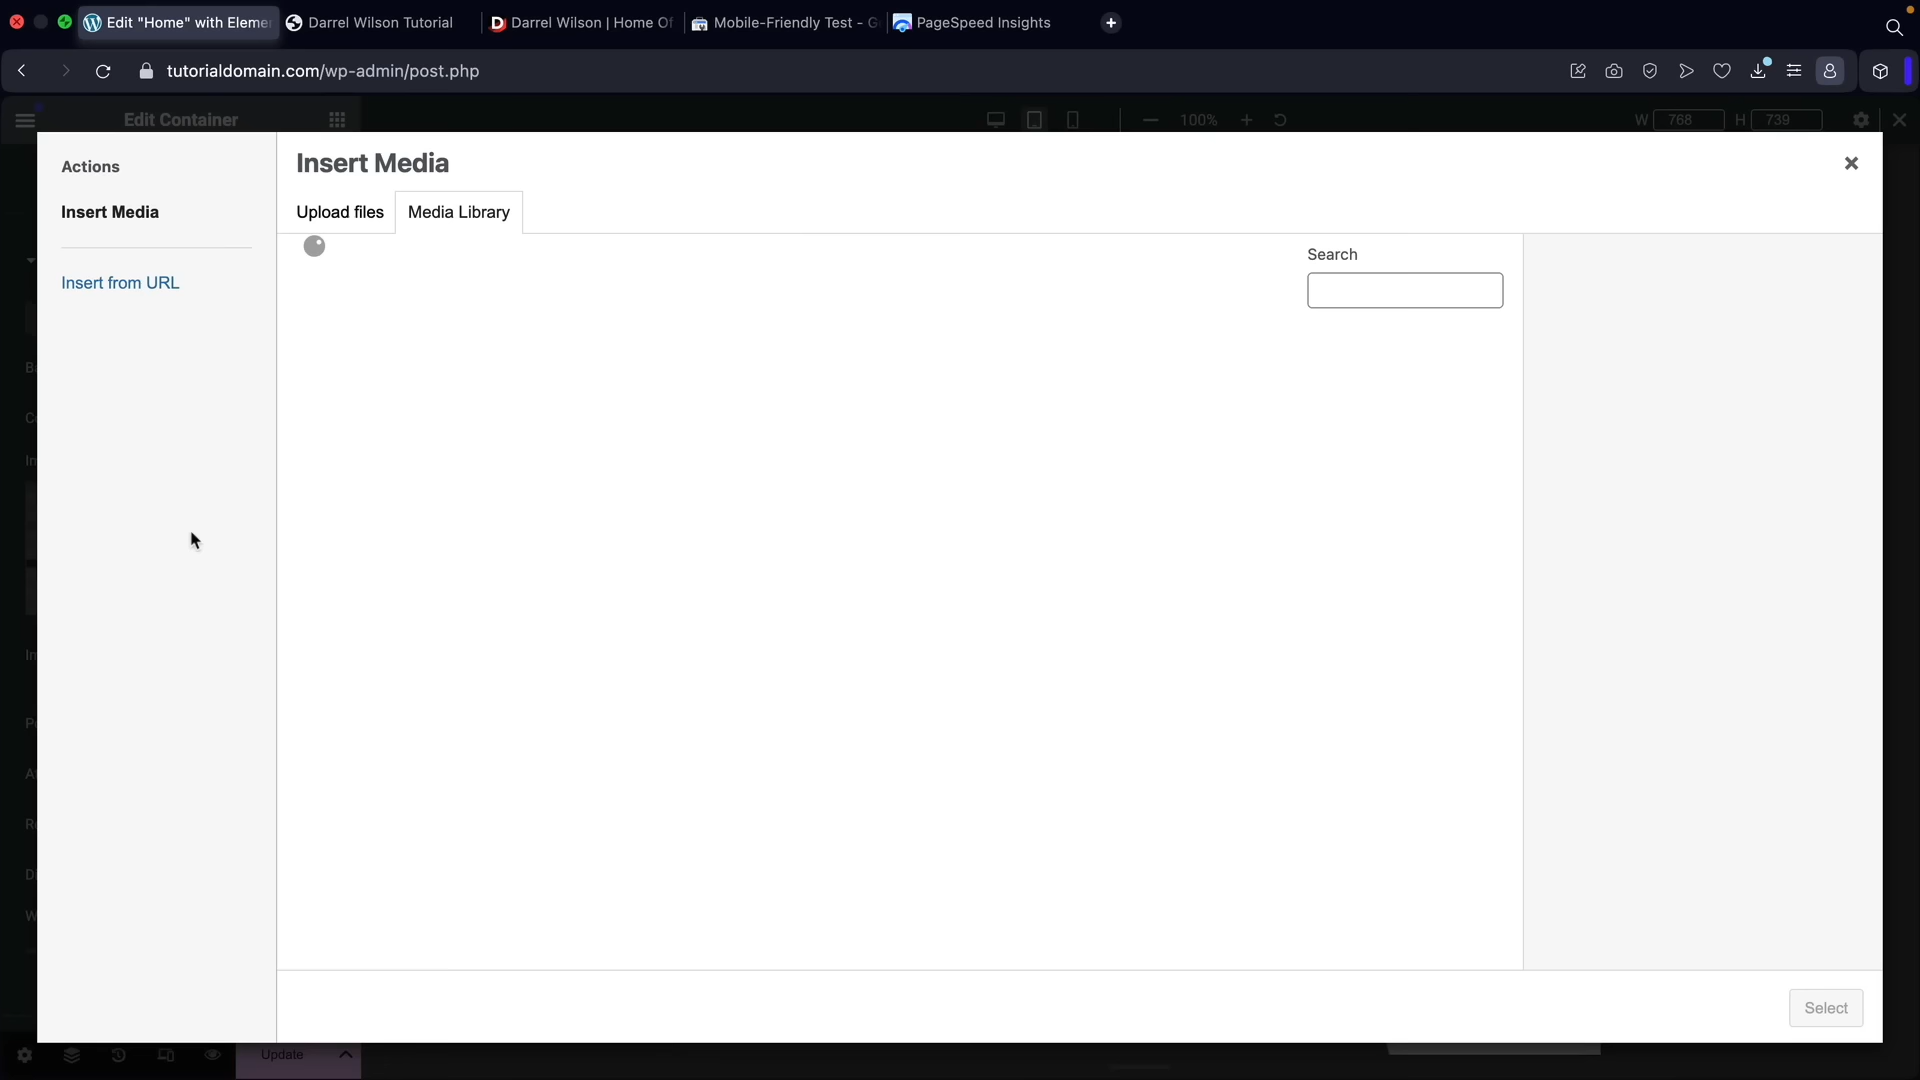 Edit "Home" with Eleme
Darrel Wilson Tutorial
Darrel Wilson | Home Of
Mobile-Friendly Test - G
PageSpeed Insights
tutorialdomain.com/wp-admin/post.php
Edit Container
100%
W 768 H 739
Actions
Insert Media
Insert from URL
Insert Media
Upload files
Media Library
Search
Select
Update